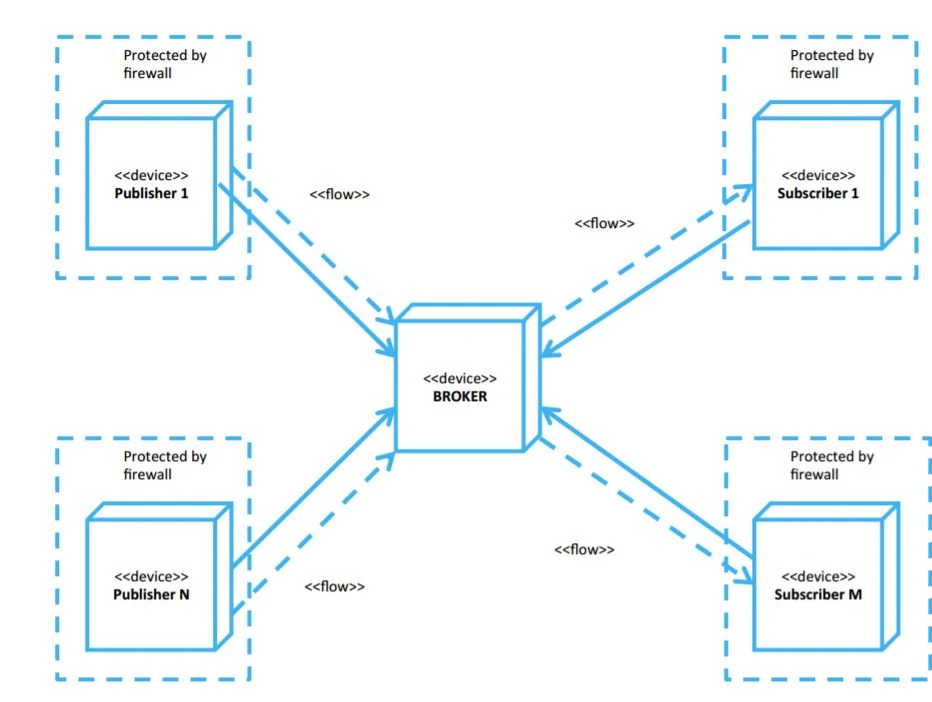 Protected by
firewall
<<device>>
Publisher 1
<<flow>>
Protected by
firewall
<<device>>
Subscriber 1
<<flow>>
<<device>>
BROKER
Protected by
firewall
<<device>>
Publisher N
<<flow>>
Protected by
firewall
<<device>>
Subscriber M
<<flow>>